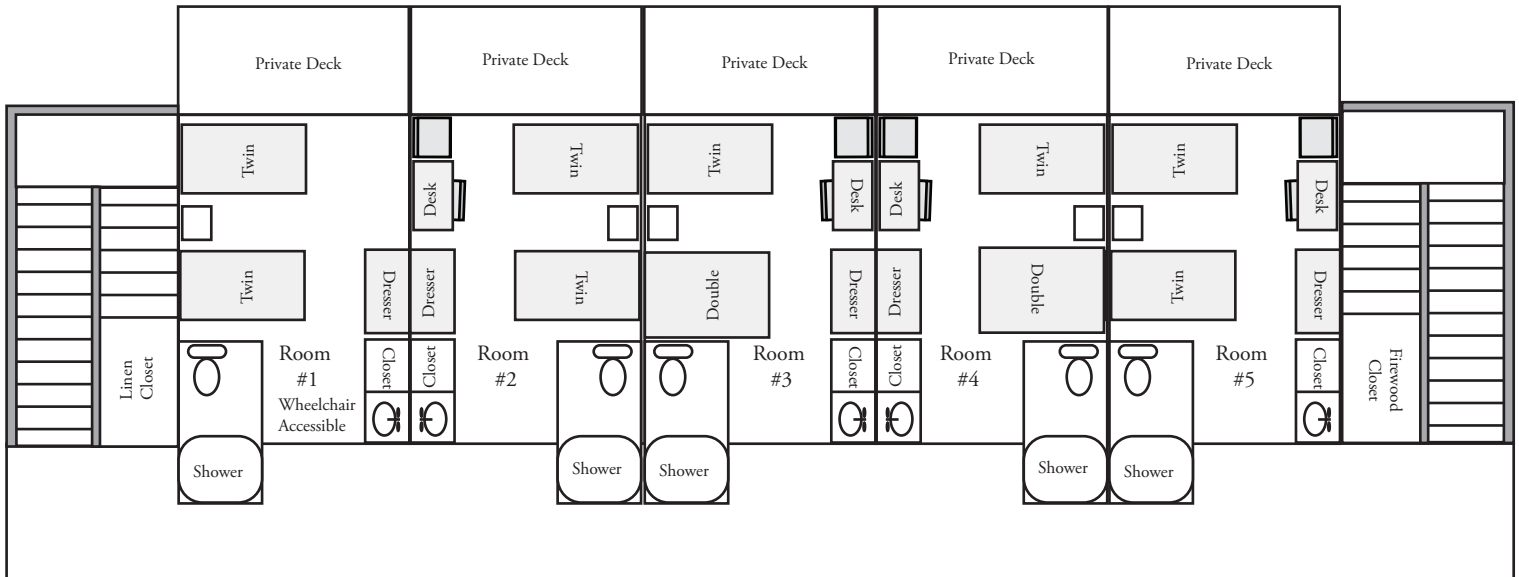 Private Deck
Private Deck
Private Deck
Private Deck
Private Deck
Twin
Twin
Twin
Twin
Twin
Desk
Desk
Desk
Desk
Twin
Dresser
Dresser
Twin
Double
Dresser
Dresser
Double
Twin
Dresser
Linen
Closet
Room
#1
Wheelchair
Accessible
Closet
Closet
Room
#2
Room
#3
Closet
Closet
Room
#4
Room
#5
Closet
Firewood
Closet
Shower
Shower
Shower
Shower
Shower